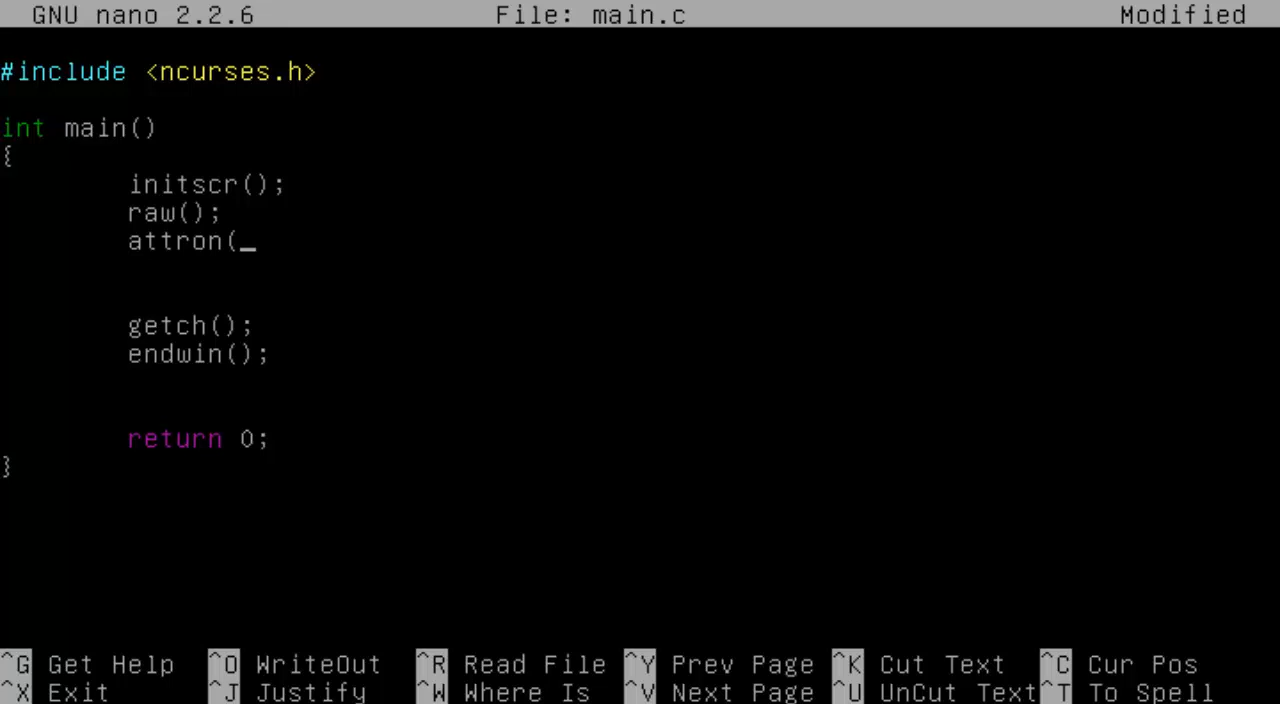 GNU nano 2.2.6 File: main.c Modified
#include <ncurses.h>
int main()
{
initscr();
raw();
attron(_
getch();
endwin();
return 0;
}
^G Get Help ^O WriteOut ^R Read File ^Y Prev Page ^K Cut Text ^C Cur Pos
^X Exit ^J Justify ^W Where Is ^V Next Page ^U UnCut Text ^T To Spell